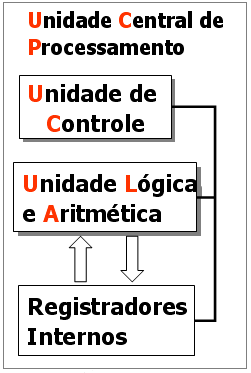 Unidade Central de
Processamento
Unidade de
Controle
Unidade Lógica
e Aritmética
Registradores
Internos